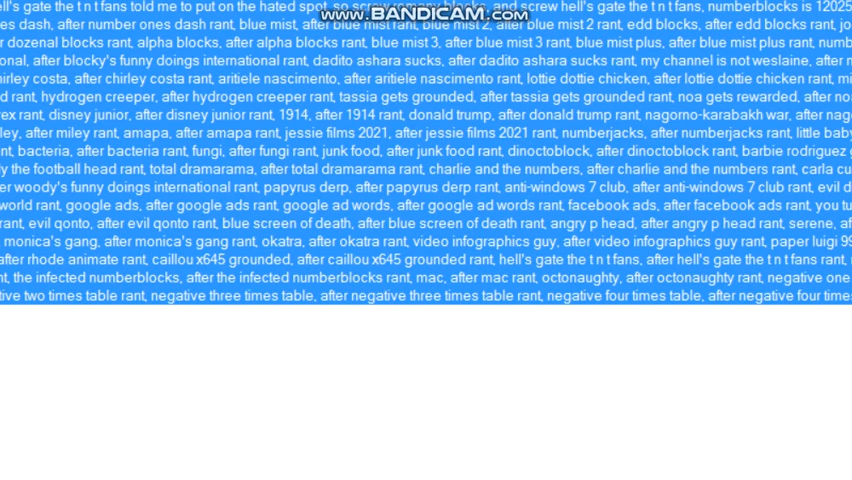 ell's gate the t n t fans told me to put on the hated spot, so screw romany blocks, and screw hell's gate the t n t fans, numberblocks is 12025
www.BANDICAM.com
es dash, after number ones dash rant, blue mist, after blue mist rant, blue mist 2, after blue mist 2 rant, edd blocks, after edd blocks rant, jo
r dozenal blocks rant, alpha blocks, after alpha blocks rant, blue mist 3, after blue mist 3 rant, blue mist plus, after blue mist plus rant, numb
onal, after blocky's funny doings international rant, dadito ashara sucks, after dadito ashara sucks rant, my channel is not weslaine, after m
hirley costa, after chirley costa rant, aritiele nascimento, after aritiele nascimento rant, lottie dottie chicken, after lottie dottie chicken rant, mi
d rant, hydrogen creeper, after hydrogen creeper rant, tassia gets grounded, after tassia gets grounded rant, noa gets rewarded, after noa
rex rant, disney junior, after disney junior rant, 1914, after 1914 rant, donald trump, after donald trump rant, nagorno-karabakh war, after nago
ley, after miley rant, amapa, after amapa rant, jessie films 2021, after jessie films 2021 rant, numberjacks, after numberjacks rant, little baby
nt, bacteria, after bacteria rant, fungi, after fungi rant, junk food, after junk food rant, dinoctoblock, after dinoctoblock rant, barbie rodriguez g
ly the football head rant, total dramarama, after total dramarama rant, charlie and the numbers, after charlie and the numbers rant, carla cu
er woody's funny doings international rant, papyrus derp, after papyrus derp rant, anti-windows 7 club, after anti-windows 7 club rant, evil d
world rant, google ads, after google ads rant, google ad words, after google ad words rant, facebook ads, after facebook ads rant, you tu
rant, evil qonto, after evil qonto rant, blue screen of death, after blue screen of death rant, angry p head, after angry p head rant, serene, af
, monica's gang, after monica's gang rant, okatra, after okatra rant, video infographics guy, after video infographics guy rant, paper luigi 99
after rhode animate rant, caillou x645 grounded, after caillou x645 grounded rant, hell's gate the t n t fans, after hell's gate the t n t fans rant,
nt, the infected numberblocks, after the infected numberblocks rant, mac, after mac rant, octonaughty, after octonaughty rant, negative one
tive two times table rant, negative three times table, after negative three times table rant, negative four times table, after negative four times